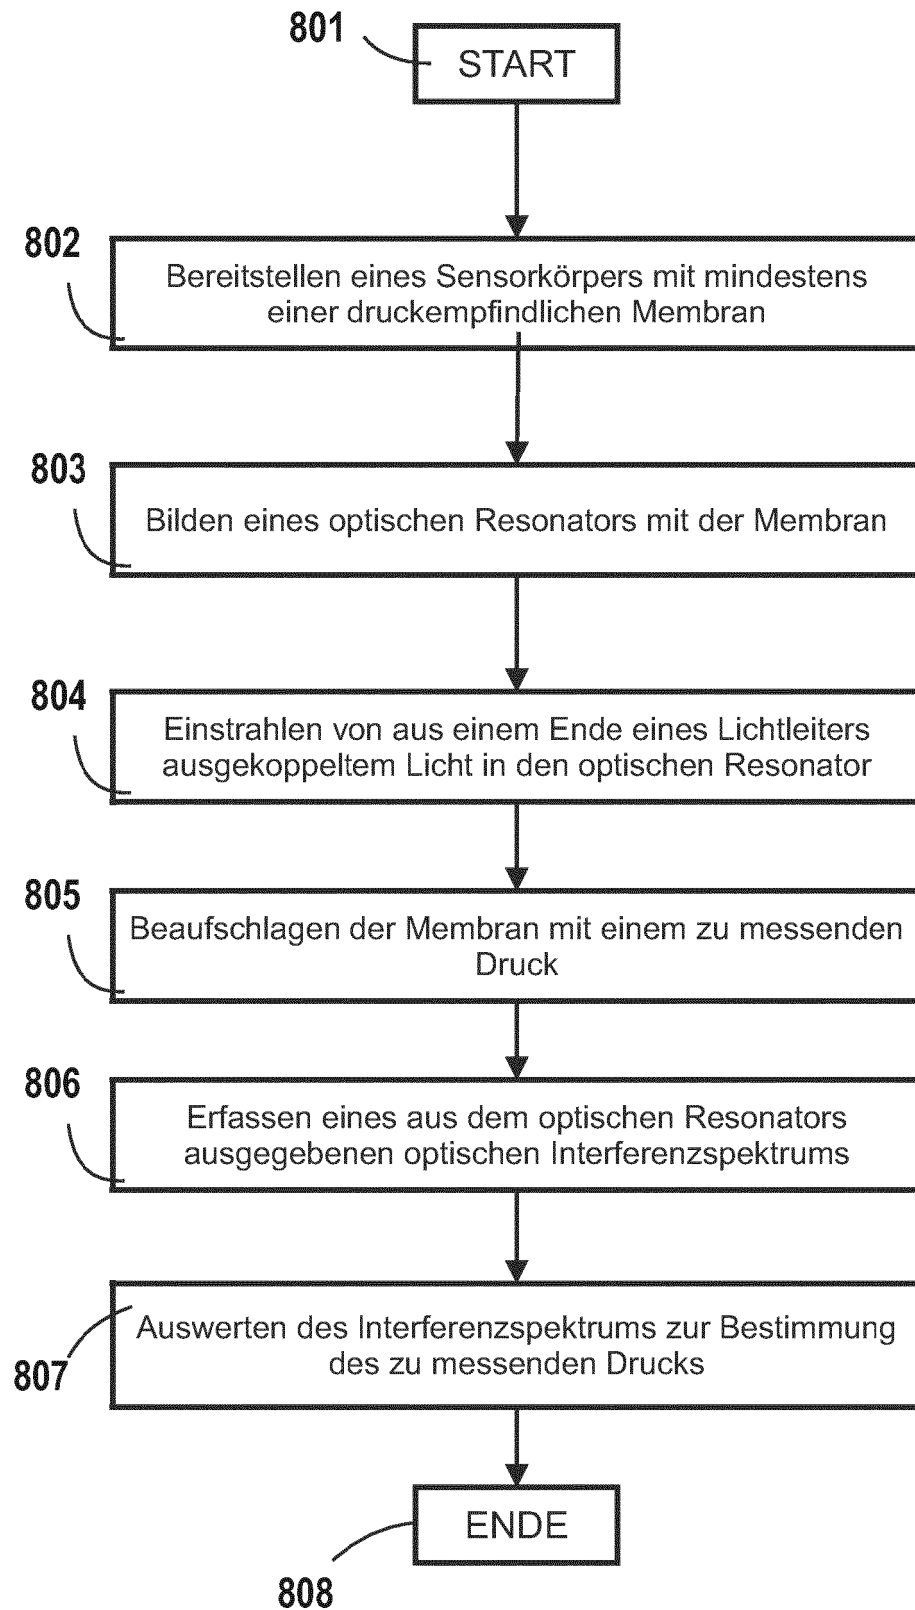 801
START
802
Bereitstellen eines Sensorkörpers mit mindestens
einer druckempfindlichen Membran
803
Bilden eines optischen Resonators mit der Membran
804
Einstrahlen von aus einem Ende eines Lichtleiters
ausgekoppeltem Licht in den optischen Resonator
805
Beaufschlagen der Membran mit einem zu messenden
Druck
806
Erfassen eines aus dem optischen Resonators
ausgegebenen optischen Interferenzspektrums
Auswerten des Interferenzspektrums zur Bestimmung
des zu messenden Drucks
807
ENDE
808